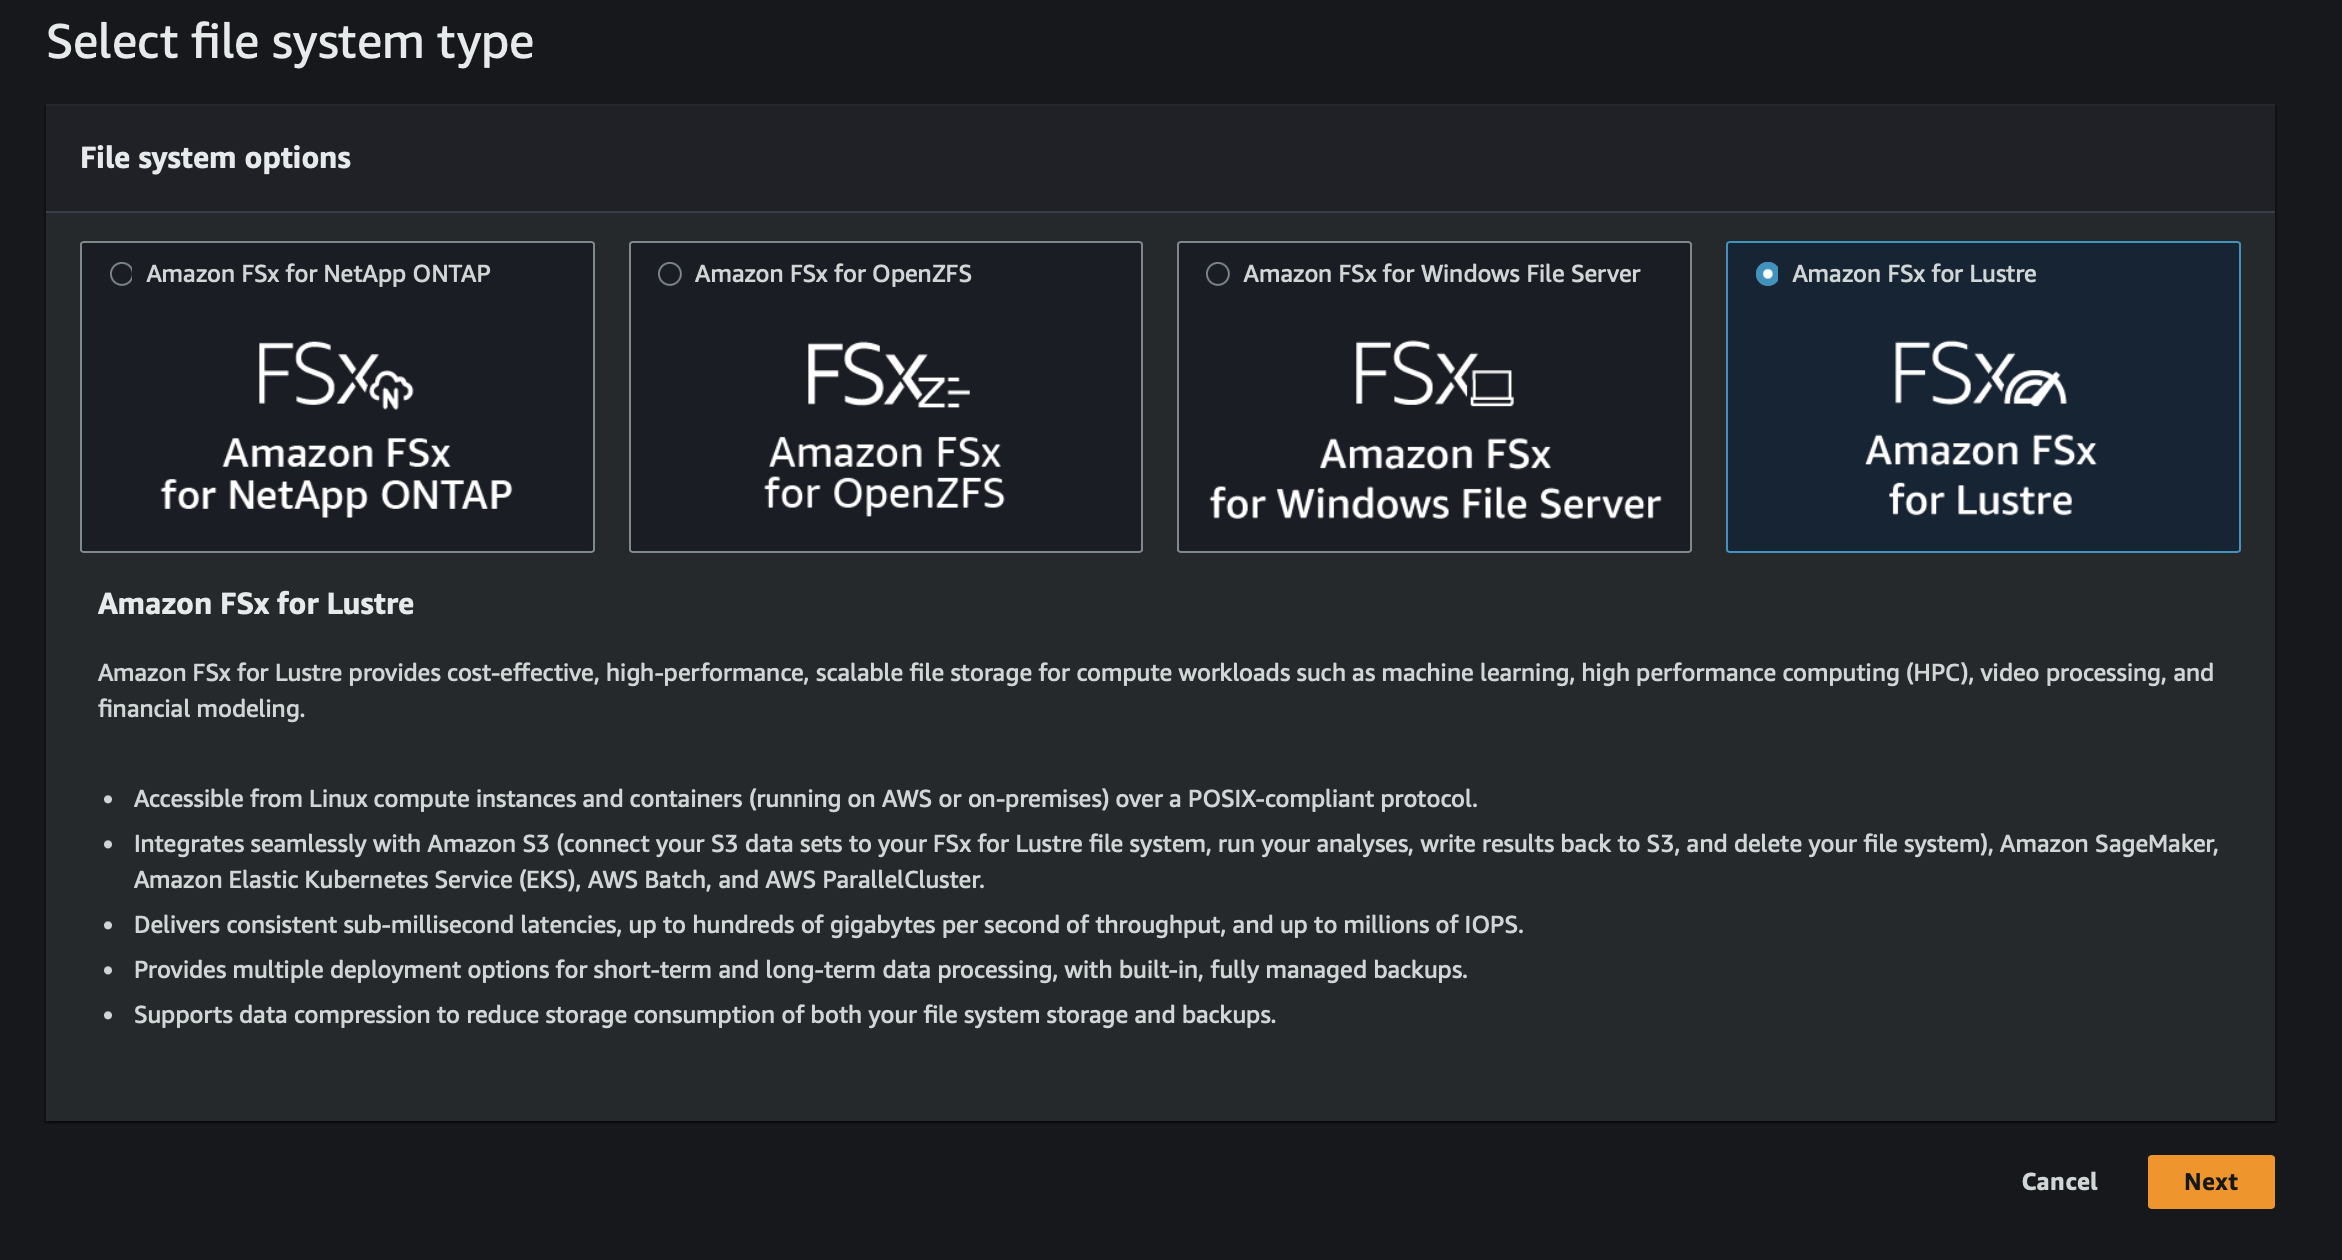 Select file system type
File system options
Amazon FSx for NetApp ONTAP
FSx N
Amazon FSx
for NetApp ONTAP
Amazon FSx for OpenZFS
FSx Z
Amazon FSx
for OpenZFS
Amazon FSx for Windows File Server
FSx
Amazon FSx
for Windows File Server
Amazon FSx for Lustre
FSx
Amazon FSx
for Lustre
Amazon FSx for Lustre
Amazon FSx for Lustre provides cost-effective, high-performance, scalable file storage for compute workloads such as machine learning, high performance computing (HPC), video processing, and
financial modeling.
• Accessible from Linux compute instances and containers (running on AWS or on-premises) over a POSIX-compliant protocol.
• Integrates seamlessly with Amazon S3 (connect your S3 data sets to your FSx for Lustre file system, run your analyses, write results back to S3, and delete your file system), Amazon SageMaker,
Amazon Elastic Kubernetes Service (EKS), AWS Batch, and AWS ParallelCluster.
• Delivers consistent sub-millisecond latencies, up to hundreds of gigabytes per second of throughput, and up to millions of IOPS.
• Provides multiple deployment options for short-term and long-term data processing, with built-in, fully managed backups.
• Supports data compression to reduce storage consumption of both your file system storage and backups.
Cancel
Next